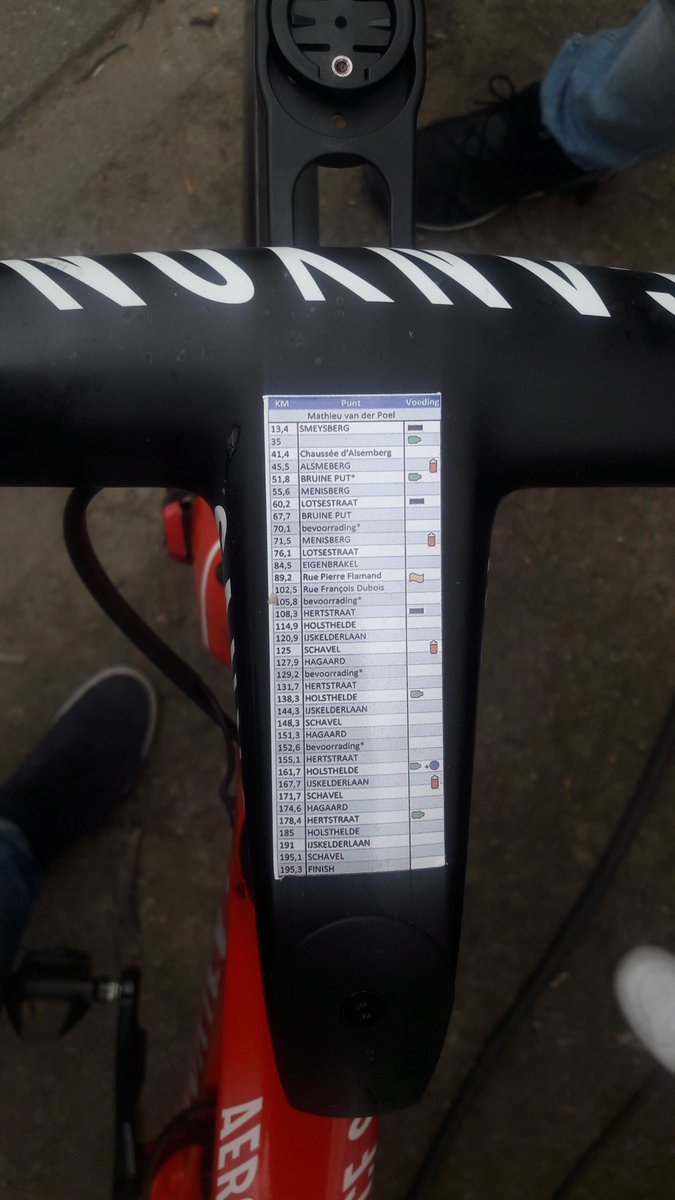 CANYON
KM Punt Voeding
Mathieu van der Poel
13,4 SMEYSBERG
35
41,4 Chaussée d'Alsemberg
45,5 ALSMEBERG
51,8 BRUINE PUT*
55,6 MENISBERG
60,2 LOTSESTRAAT
67,7 BRUINE PUT
70,1 bevoorrading*
71,5 MENISBERG
76,1 LOTSESTRAAT
84,5 EIGENBRAKEL
89,2 Rue Pierre Flamand
102,5 Rue François Dubois
105,8 bevoorrading*
108,3 HERTSTRAAT
114,9 HOLSTHELDE
120,9 IJSKELDERLAAN
125 SCHAVEL
127,9 HAGAARD
129,2 bevoorrading*
131,7 HERTSTRAAT
138,3 HOLSTHELDE
144,3 IJSKELDERLAAN
148,3 SCHAVEL
151,3 HAGAARD
152,6 bevoorrading*
155,1 HERTSTRAAT
161,7 HOLSTHELDE +
167,7 IJSKELDERLAAN
171,7 SCHAVEL
174,6 HAGAARD
178,4 HERTSTRAAT
185 HOLSTHELDE
191 IJSKELDERLAAN
195,1 SCHAVEL
195,3 FINISH
AERO